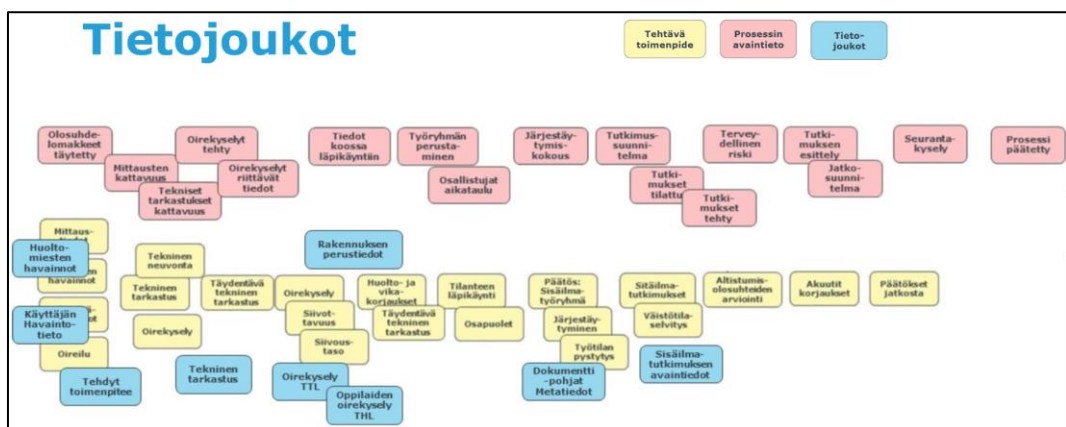 Tietojoukot
Tehtävä
toimenpide
Prosessin
avaintieto
Tieto-
joukot
Olosuhde-
lomakkeet
täytetty
Mittausten
kattavuus
Oirekyselyt
tehty
Tekniset
tarkastukset
kattavuus
Oirekyselyt
riittävät
tiedot
Tiedot
koossa
läpikäyntiin
Työryhmän
perusta-
minen
Osallistujat
aikataulu
Järjestäy-
tymis-
kokous
Tutkimus-
suunni-
telma
Tutki-
mukset
tilattu
Tutki-
mukset
tehty
Tervey-
dellinen
riski
Tutki-
muksen
esittely
Jatko-
suunni-
telma
Seuranta-
kysely
Prosessi
päätetty
Mittaus-
Huolto-
miesten
havainnot
havainnot
Käyttäjän
Havainto-
tieto
Oireilu
Tehdyt
toimenpitee
Tekninen
neuvonta
Tekninen
tarkastus
Oirekysely
Tekninen
tarkastus
Täydentävä
tekninen
tarkastus
Rakennuksen
perustiedot
Oirekysely
Siivot-
tavuus
Siivous-
taso
Oirekysely
TTL
Oppilaiden
oirekysely
THL
Huolto- ja
vika-
korjaukset
Täydentävä
tekninen
tarkastus
Tilanteen
läpikäynti
Osapuolet
Päätös:
Sisäilma-
työryhmä
Järjestäy-
tyminen
Työtilan
pystytys
Dokumentti
-pohjat
Metatiedot
Sitäilma-
tutkimukset
Väistötila-
selvitys
Sisäilma-
tutkimuksen
avaintiedot
Altistumis-
olosuhteiden
arviointi
Akuutit
korjaukset
Päätökset
jatkosta